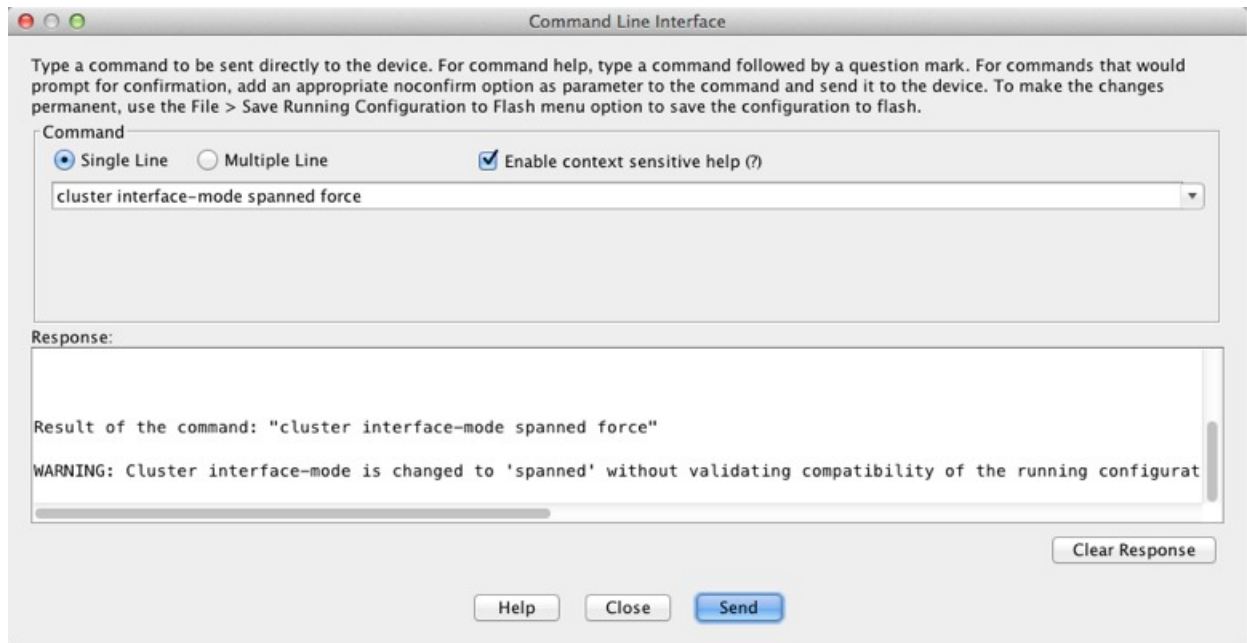 Command Line Interface
Type a command to be sent directly to the device. For command help, type a command followed by a question mark. For commands that would
prompt for confirmation, add an appropriate noconfirm option as parameter to the command and send it to the device. To make the changes
permanent, use the File > Save Running Configuration to Flash menu option to save the configuration to flash.
Command
Single Line Multiple Line Enable context sensitive help (?)
cluster interface-mode spanned force
Response:
Result of the command: "cluster interface-mode spanned force"
WARNING: Cluster interface-mode is changed to 'spanned' without validating compatibility of the running configurat
Clear Response
Help Close Send